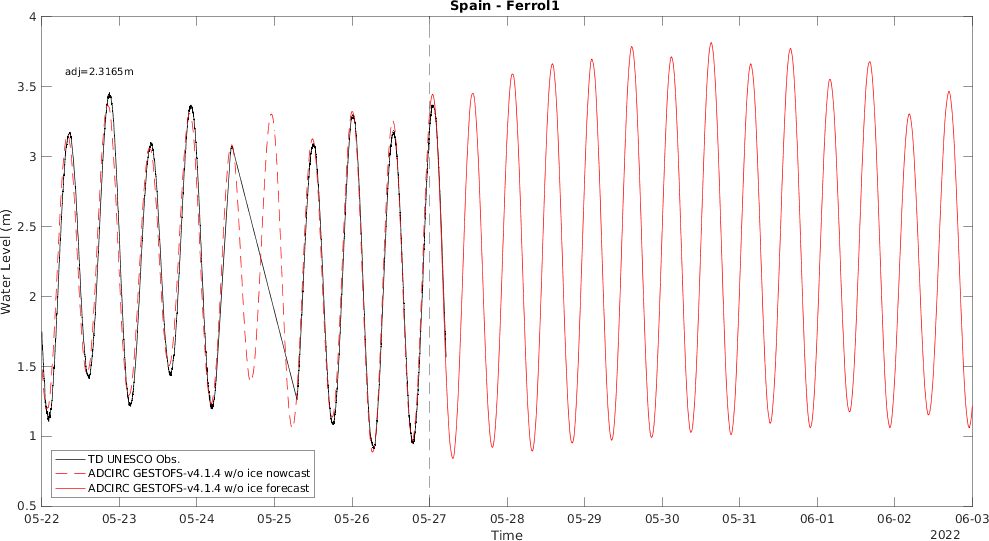 Spain - Ferrol1
adj=2.3165m
4
3.5
3
2.5
2
1.5
1
0.5
Water Level (m)
TD UNESCO Obs.
ADCIRC GESTOFS-v4.1.4 w/o ice nowcast
ADCIRC GESTOFS-v4.1.4 w/o ice forecast
05-22 05-23 05-24 05-25 05-26 05-27 05-28 05-29 05-30 05-31 06-01 06-02 06-03
Time
2022